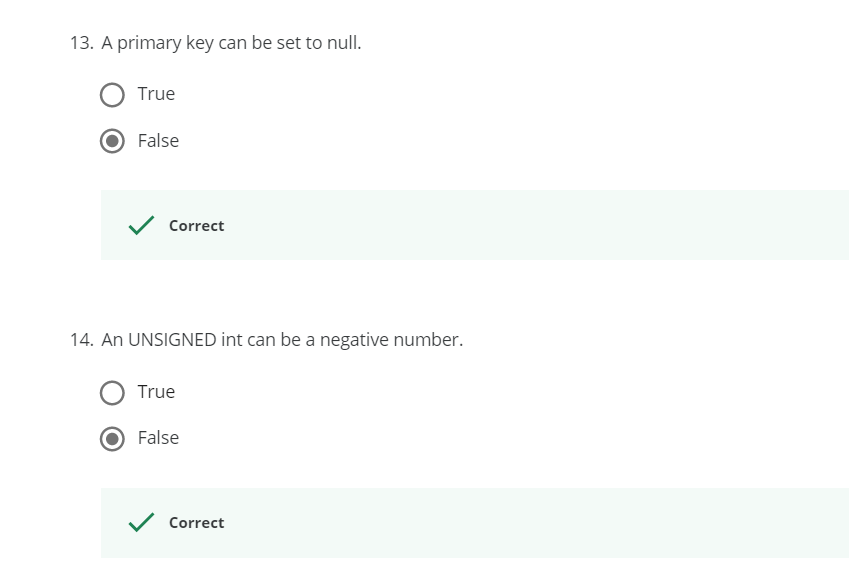 13. A primary key can be set to null.
True
False
Correct
14. An UNSIGNED int can be a negative number.
True
False
Correct